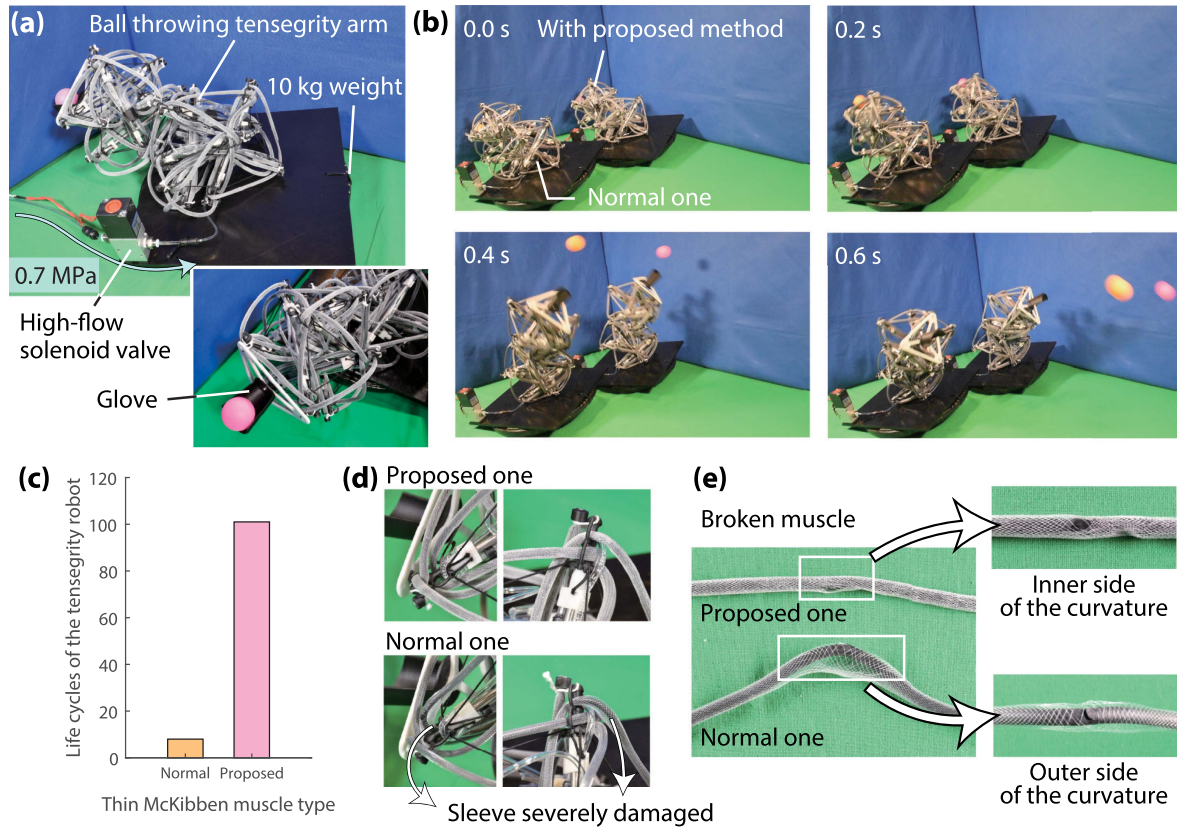 (a)
Ball throwing tensegrity arm
10 kg weight
0.7 MPa
High-flow
solenoid valve
Glove
(b)
0.0 s
With proposed method
Normal one
0.2 s
0.4 s
0.6 s
(c)
Life cycles of the tensegrity robot
120
100
80
60
40
20
0
Normal
Proposed
Thin McKibben muscle type
(d)
Proposed one
Normal one
Sleeve severely damaged
(e)
Broken muscle
Proposed one
Normal one
Inner side
of the curvature
Outer side
of the curvature